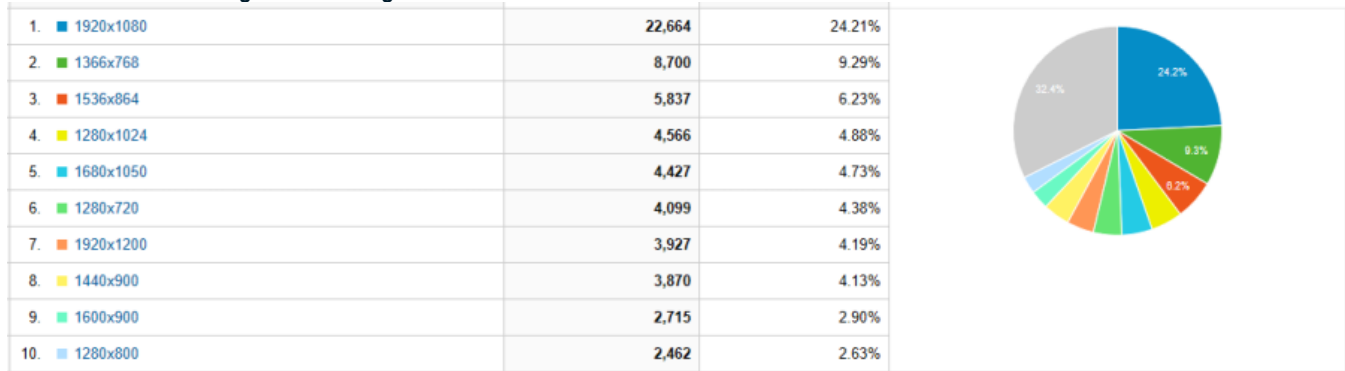 1. 1920x1080 22,664 24.21%
2. 1366x768 8,700 9.29%
3. 1536x864 5,837 6.23%
4. 1280x1024 4,566 4.88%
5. 1680x1050 4,427 4.73%
6. 1280x720 4,099 4.38%
7. 1920x1200 3,927 4.19%
8. 1440x900 3,870 4.13%
9. 1600x900 2,715 2.90%
10. 1280x800 2,462 2.63%
24.2%
32.4%
9.3%
6.2%